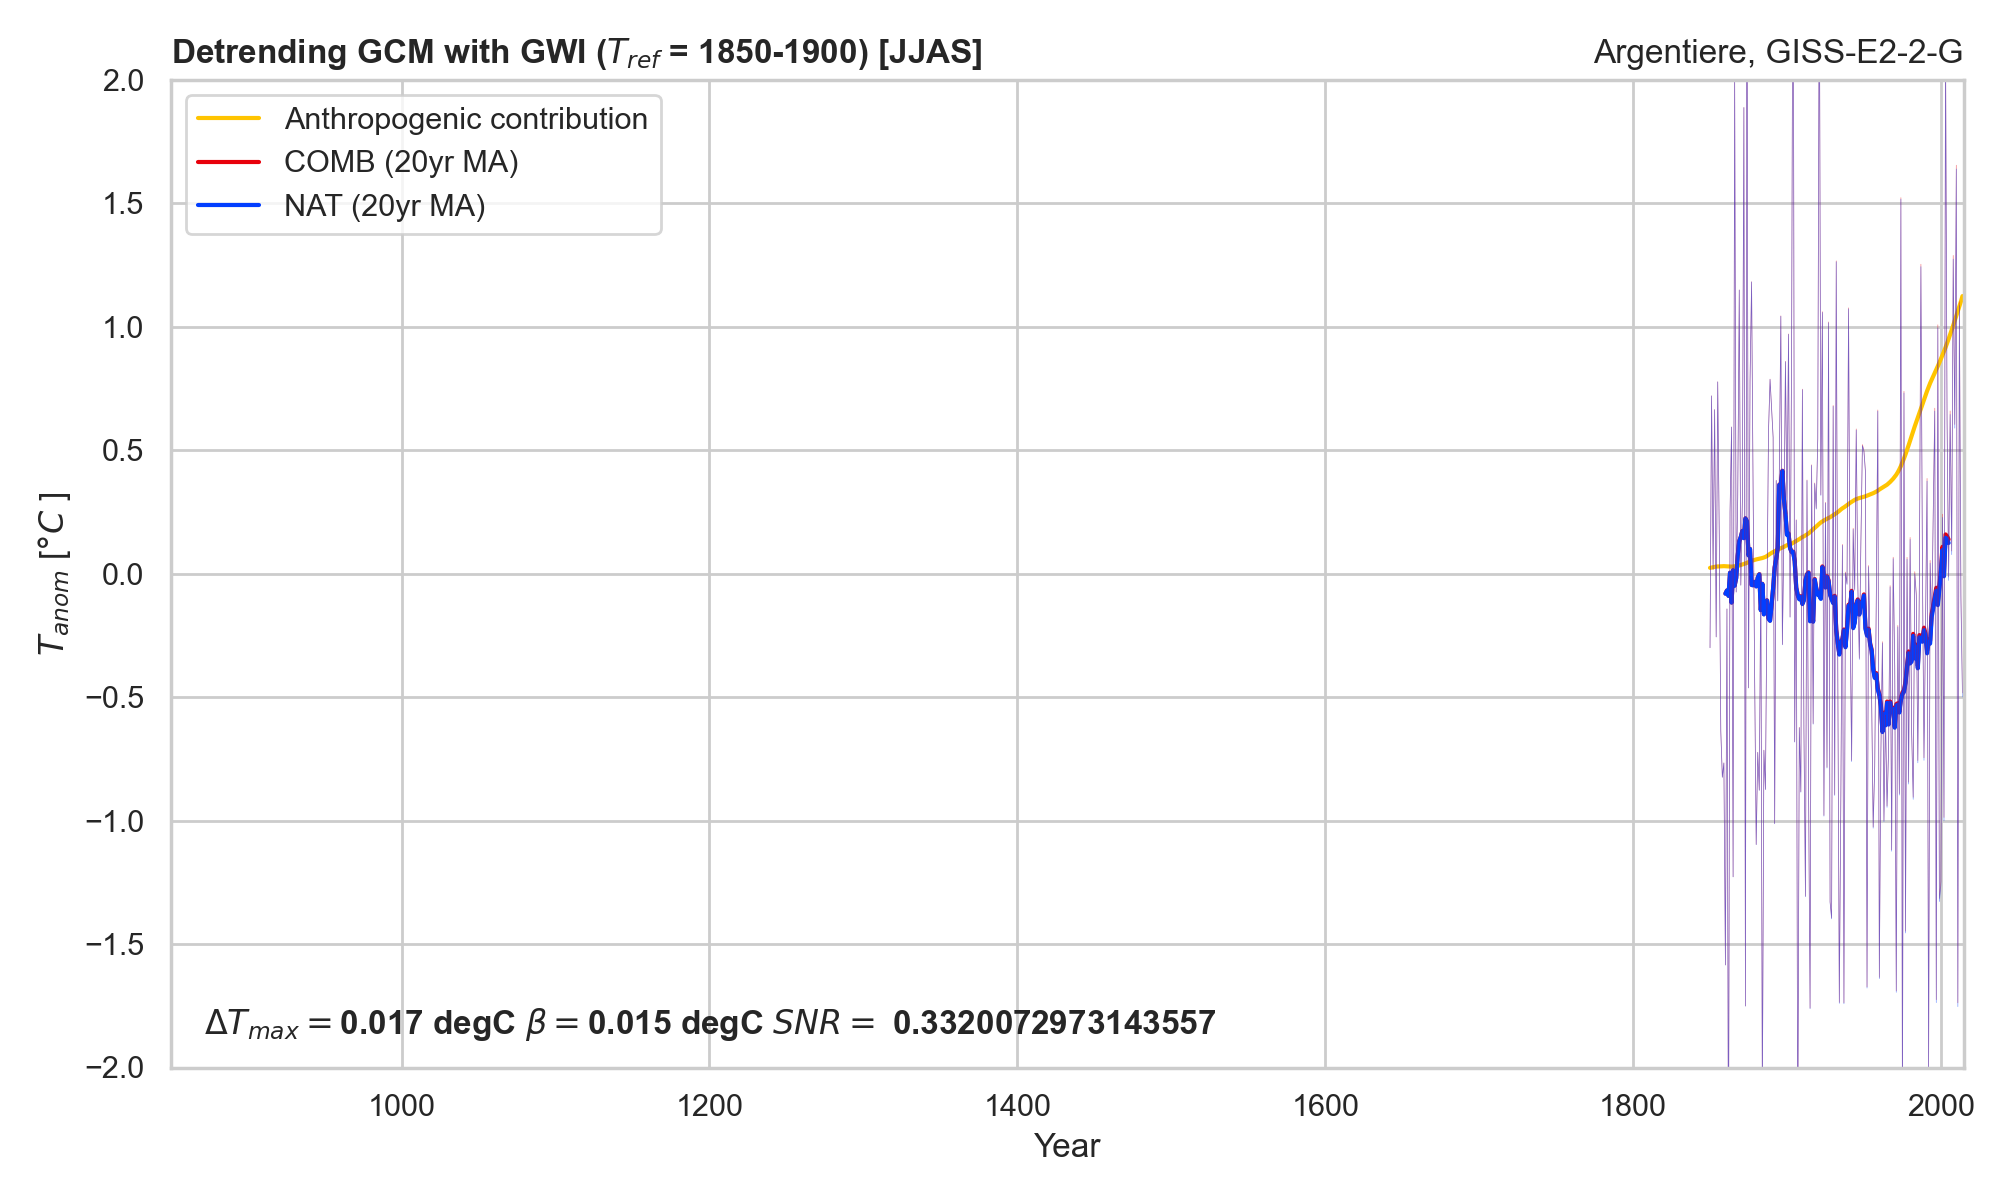 Detrending GCM with GWI (T_ref = 1850-1900) [JJAS]
Argentiere, GISS-E2-2-G
Anthropogenic contribution
COMB (20yr MA)
NAT (20yr MA)
2.0
1.5
1.0
0.5
0.0
−0.5
−1.0
−1.5
−2.0
T_anom [°C]
ΔT_max = 0.017 degC β = 0.015 degC SNR = 0.3320072973143557
1000 1200 1400 1600 1800 2000
Year